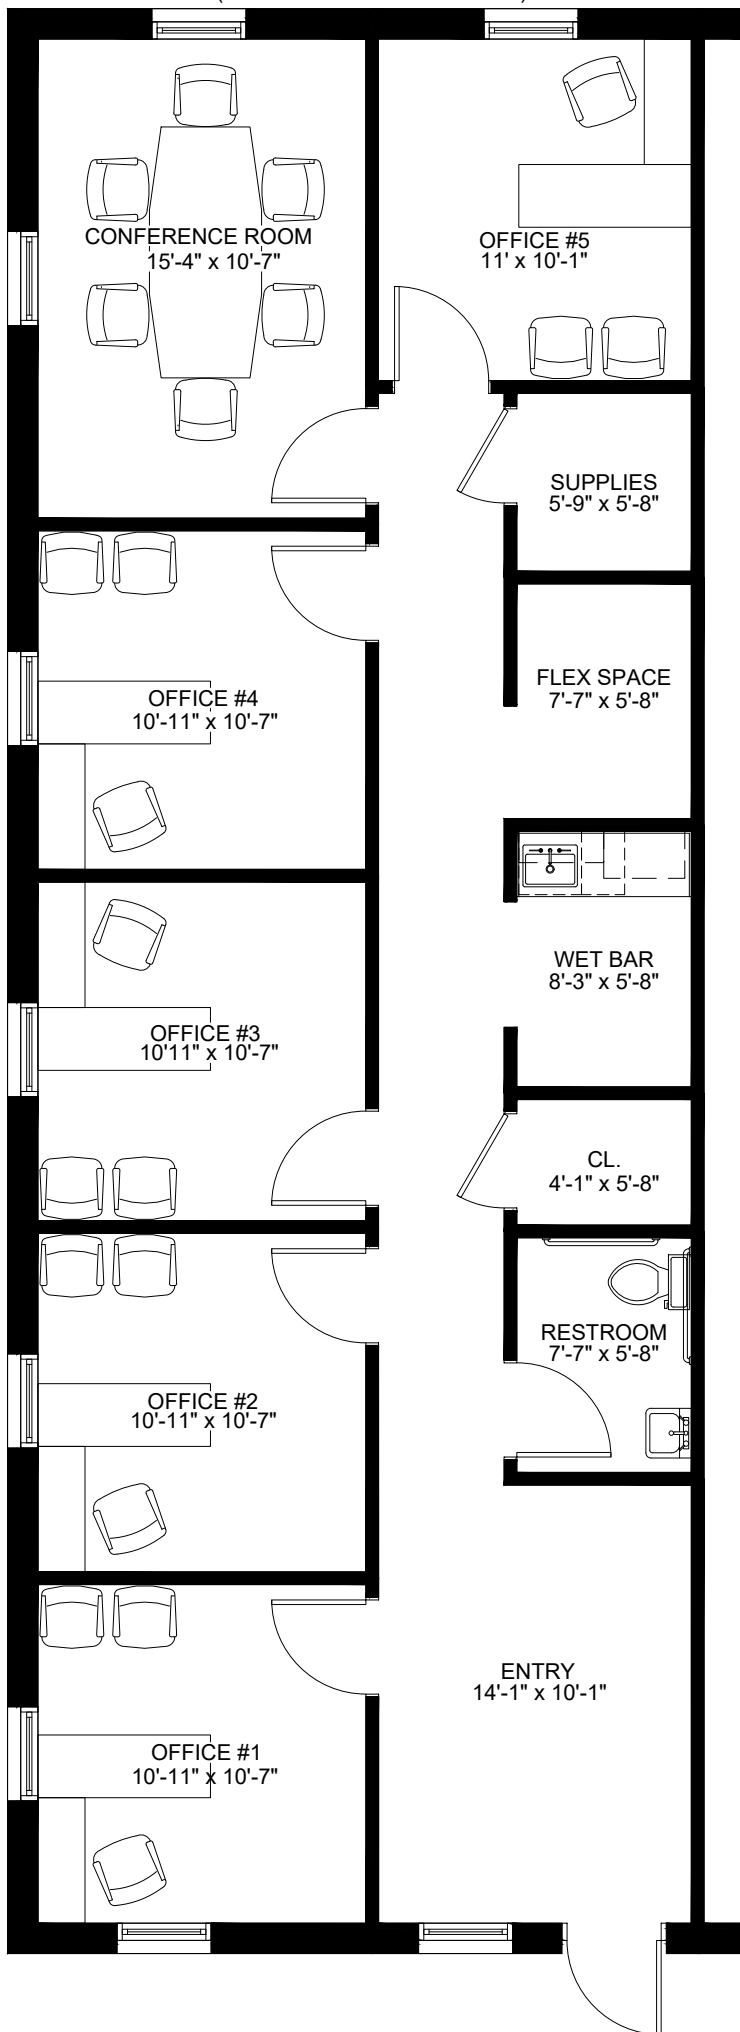 CONFERENCE ROOM
15'-4" x 10'-7"
OFFICE #5
11' x 10'-1"
SUPPLIES
5'-9" x 5'-8"
OFFICE #4
10'-11" x 10'-7"
FLEX SPACE
7'-7" x 5'-8"
WET BAR
8'-3" x 5'-8"
OFFICE #3
10'11" x 10'-7"
CL.
4'-1" x 5'-8"
RESTROOM
7'-7" x 5'-8"
OFFICE #2
10'-11" x 10'-7"
ENTRY
14'-1" x 10'-1"
OFFICE #1
10'-11" x 10'-7"